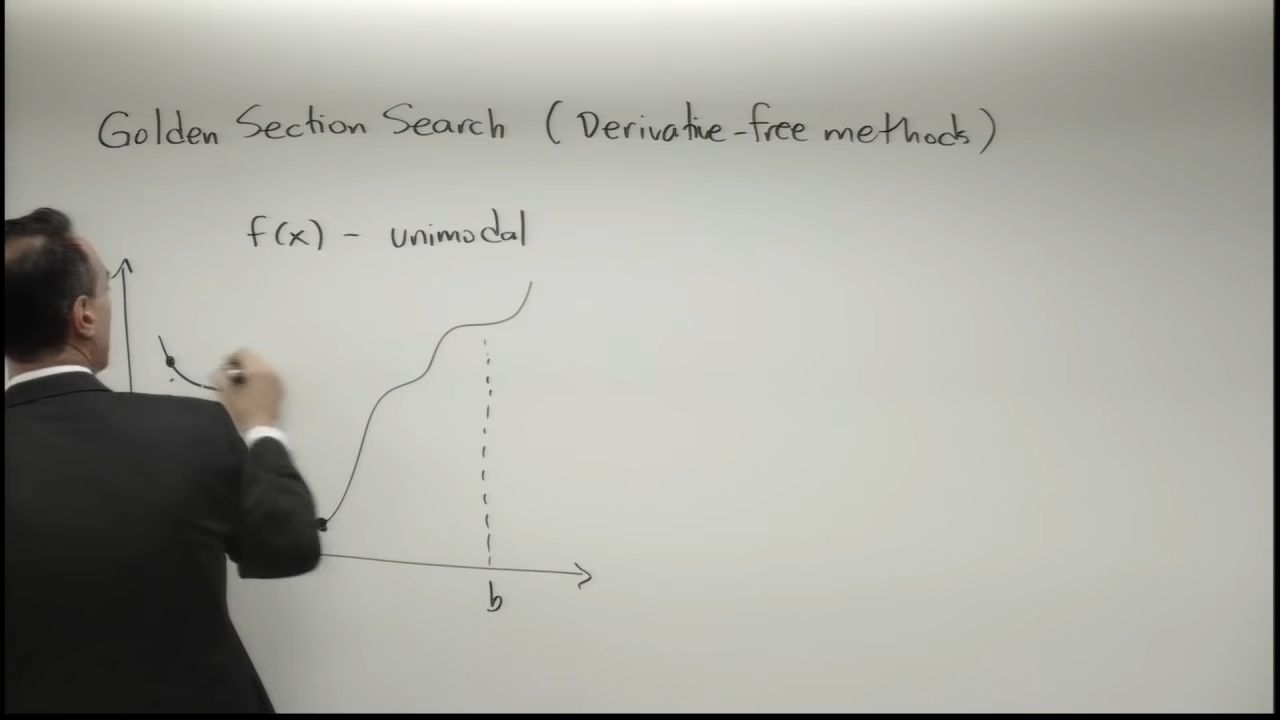 Golden Section Search (Derivative-free methods)
f(x) - unimodal
b